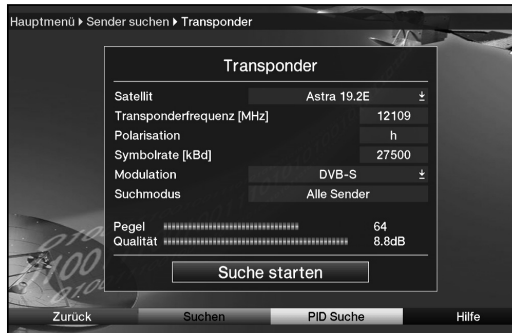 Hauptmenü ▸ Sender suchen ▸ Transponder
Transponder
Satellit Astra 19.2E
Transponderfrequenz [MHz] 12109
Polarisation h
Symbolrate [kBd] 27500
Modulation DVB-S
Suchmodus Alle Sender
Pegel 64
Qualität 8.8dB
Suche starten
Zurück Suchen PID Suche Hilfe